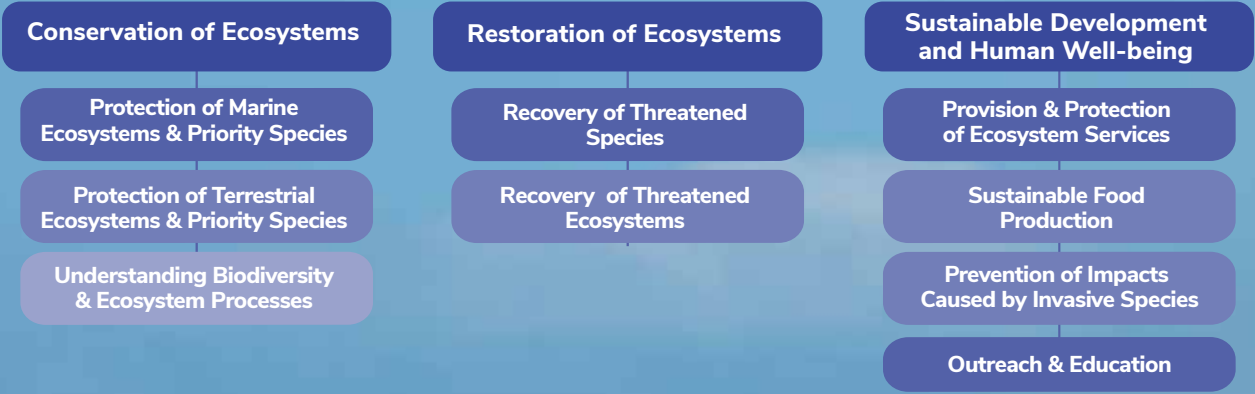 Conservation of Ecosystems
Protection of Marine
Ecosystems & Priority Species
Protection of Terrestrial
Ecosystems & Priority Species
Understanding Biodiversity
& Ecosystem Processes
Restoration of Ecosystems
Recovery of Threatened
Species
Recovery of Threatened
Ecosystems
Sustainable Development
and Human Well-being
Provision & Protection
of Ecosystem Services
Sustainable Food
Production
Prevention of Impacts
Caused by Invasive Species
Outreach & Education